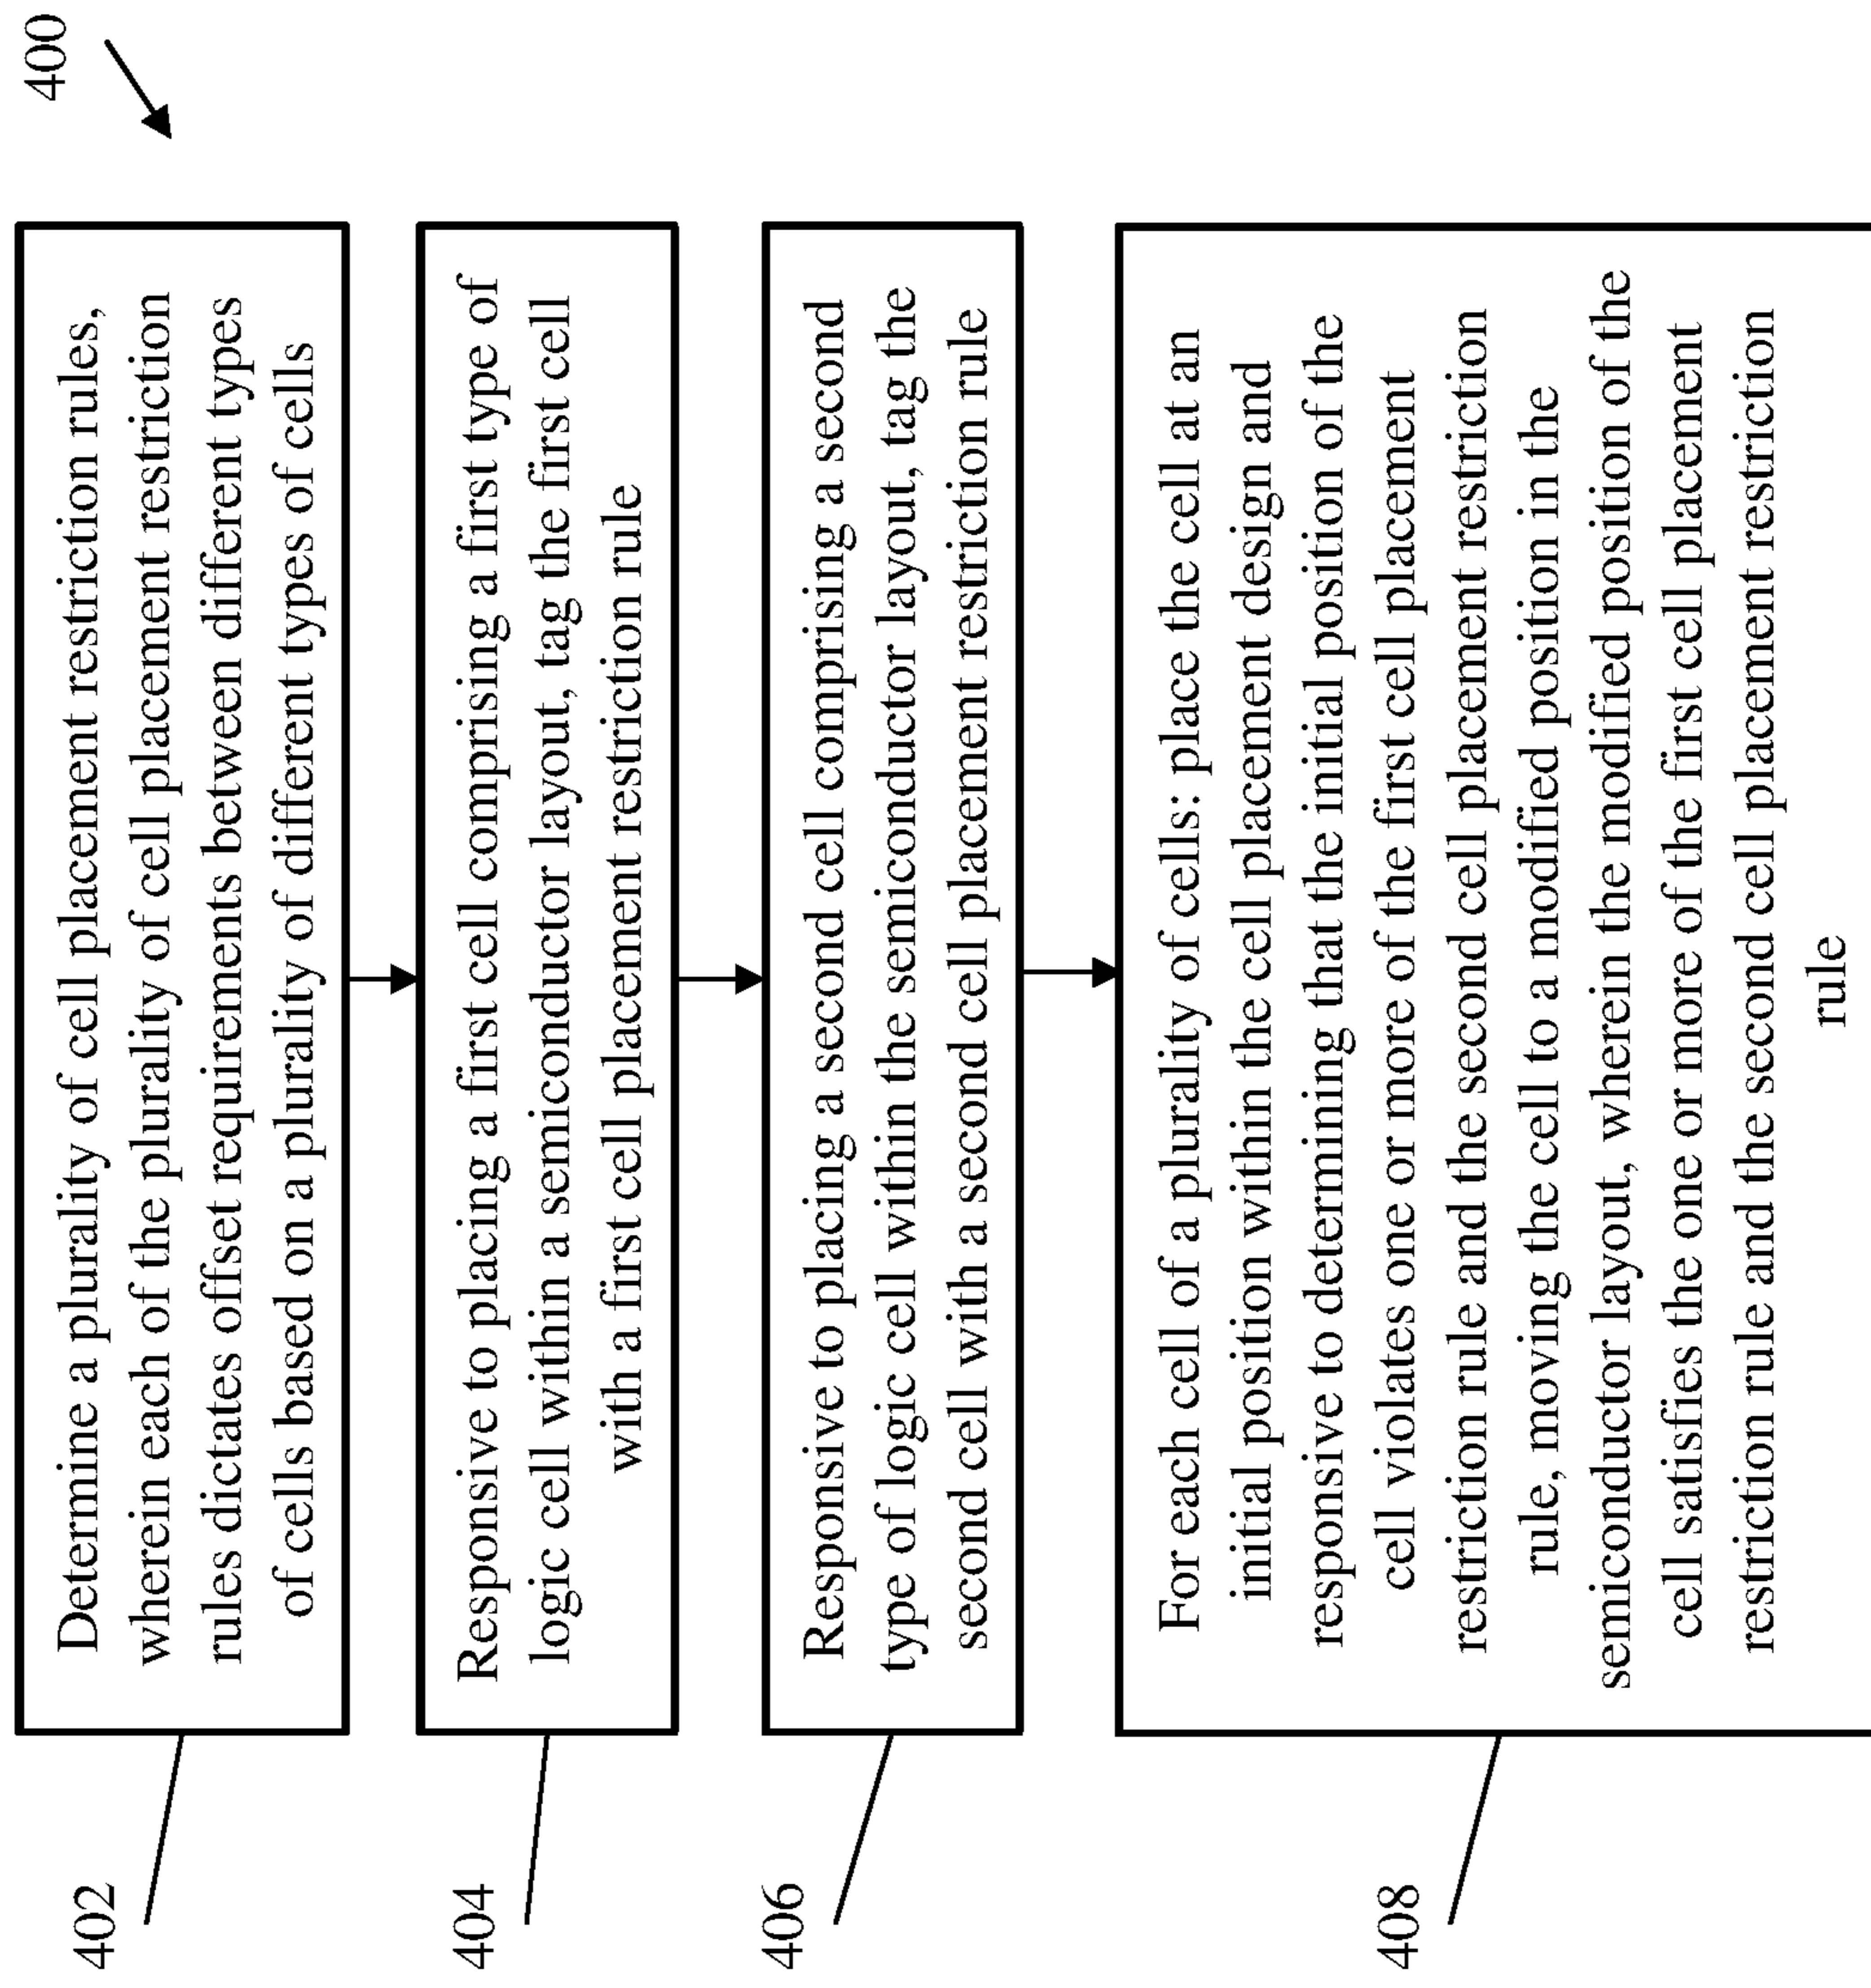 400
402
Determine a plurality of cell placement restriction rules,
wherein each of the plurality of cell placement restriction
rules dictates offset requirements between different types
of cells based on a plurality of different types of cells
404
Responsive to placing a first cell comprising a first type of
logic cell within a semiconductor layout, tag the first cell
with a first cell placement restriction rule
406
Responsive to placing a second cell comprising a second
type of logic cell within the semiconductor layout, tag the
second cell with a second cell placement restriction rule
408
For each cell of a plurality of cells: place the cell at an
initial position within the cell placement design and
responsive to determining that the initial position of the
cell violates one or more of the first cell placement
restriction rule and the second cell placement restriction
rule, moving the cell to a modified position in the
semiconductor layout, wherein the modified position of the
cell satisfies the one or more of the first cell placement
restriction rule and the second cell placement restriction
rule